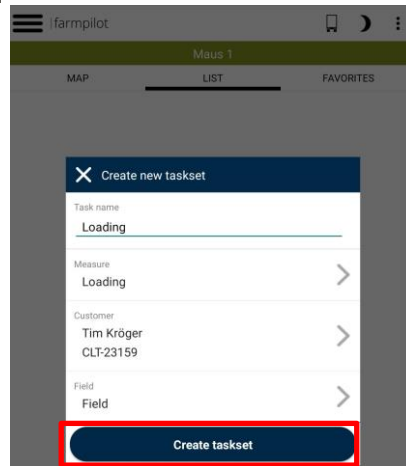 farmpilot
Maus 1
MAP LIST FAVORITES
Create new taskset
Task name
Loading
Measure
Loading
Customer
Tim Kröger
CLT-23159
Field
Field
Create taskset